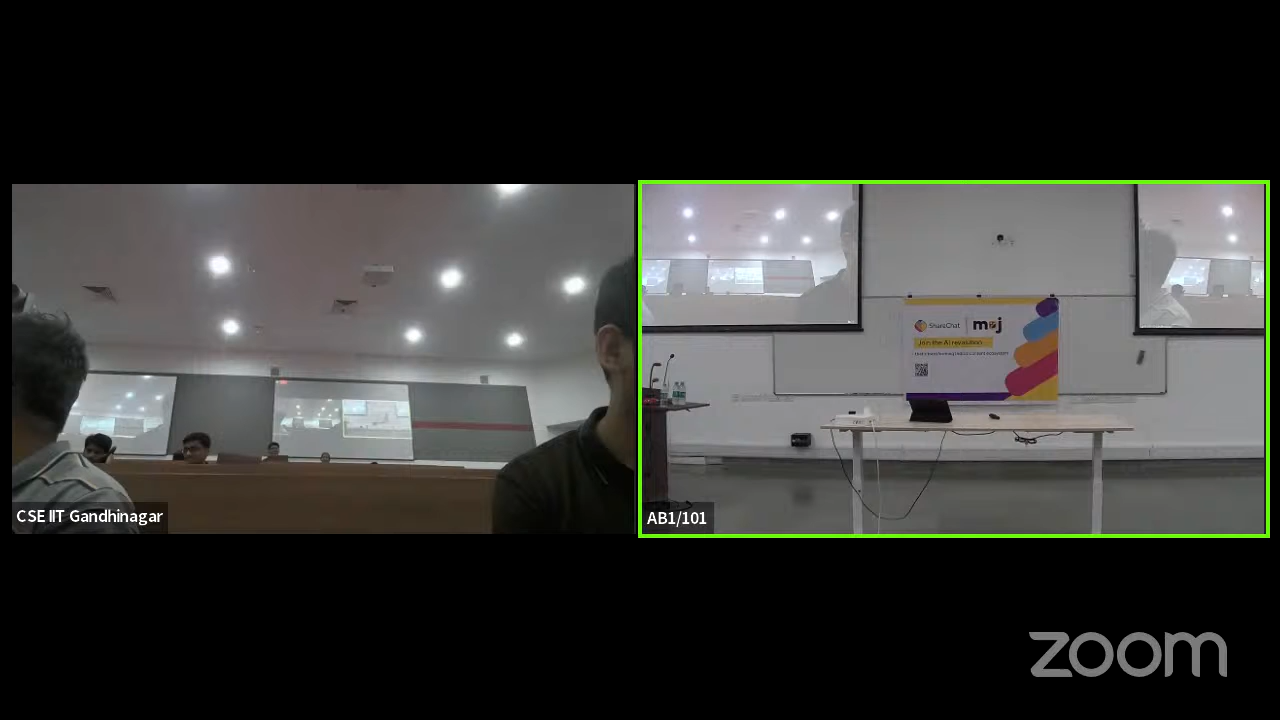 ShareChat
moj
Join the AI revolution
CSE IIT Gandhinagar
AB1/101
zoom